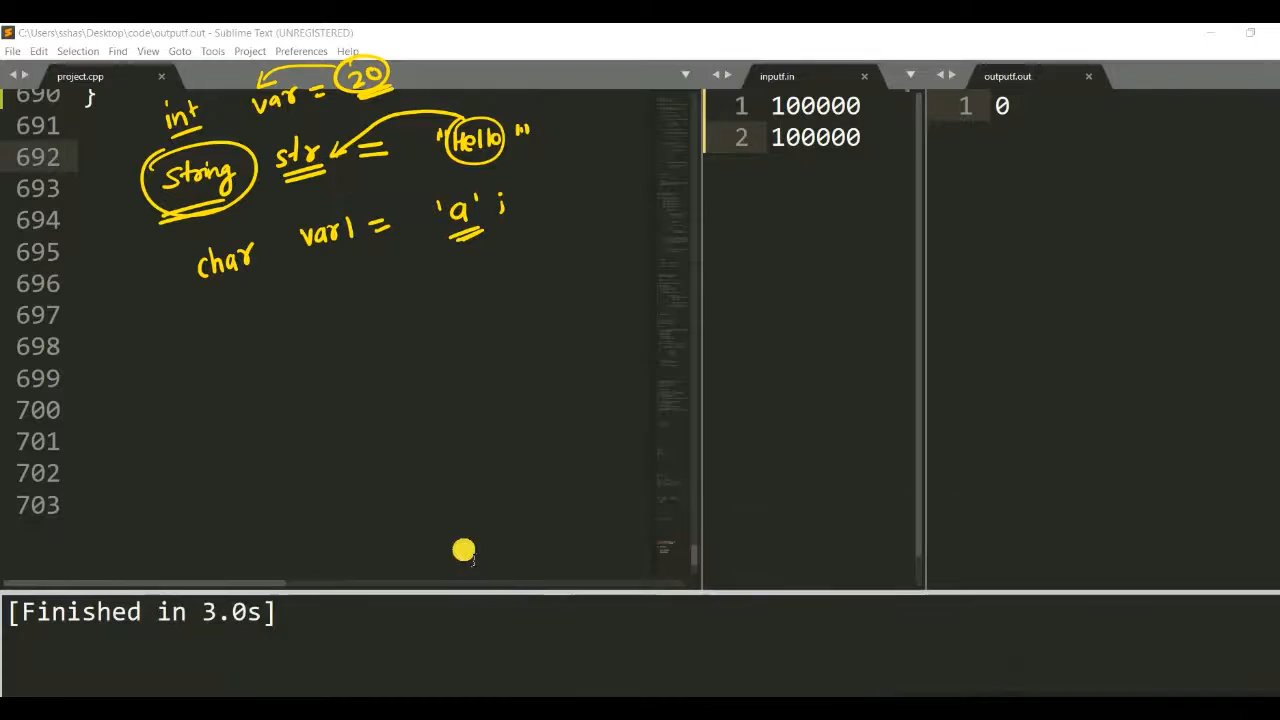 C:\Users\sshas\Desktop\code\outputf.out - Sublime Text (UNREGISTERED)
File Edit Selection Find View Goto Tools Project Preferences Help
project.cpp
inputf.in
outputf.out
690 }
691
692
693
694
695
696
697
698
699
700
701
702
703
int var = 20
String str = "Hello"
char var1 = 'a' ;
1 100000
2 100000
1 0
[Finished in 3.0s]